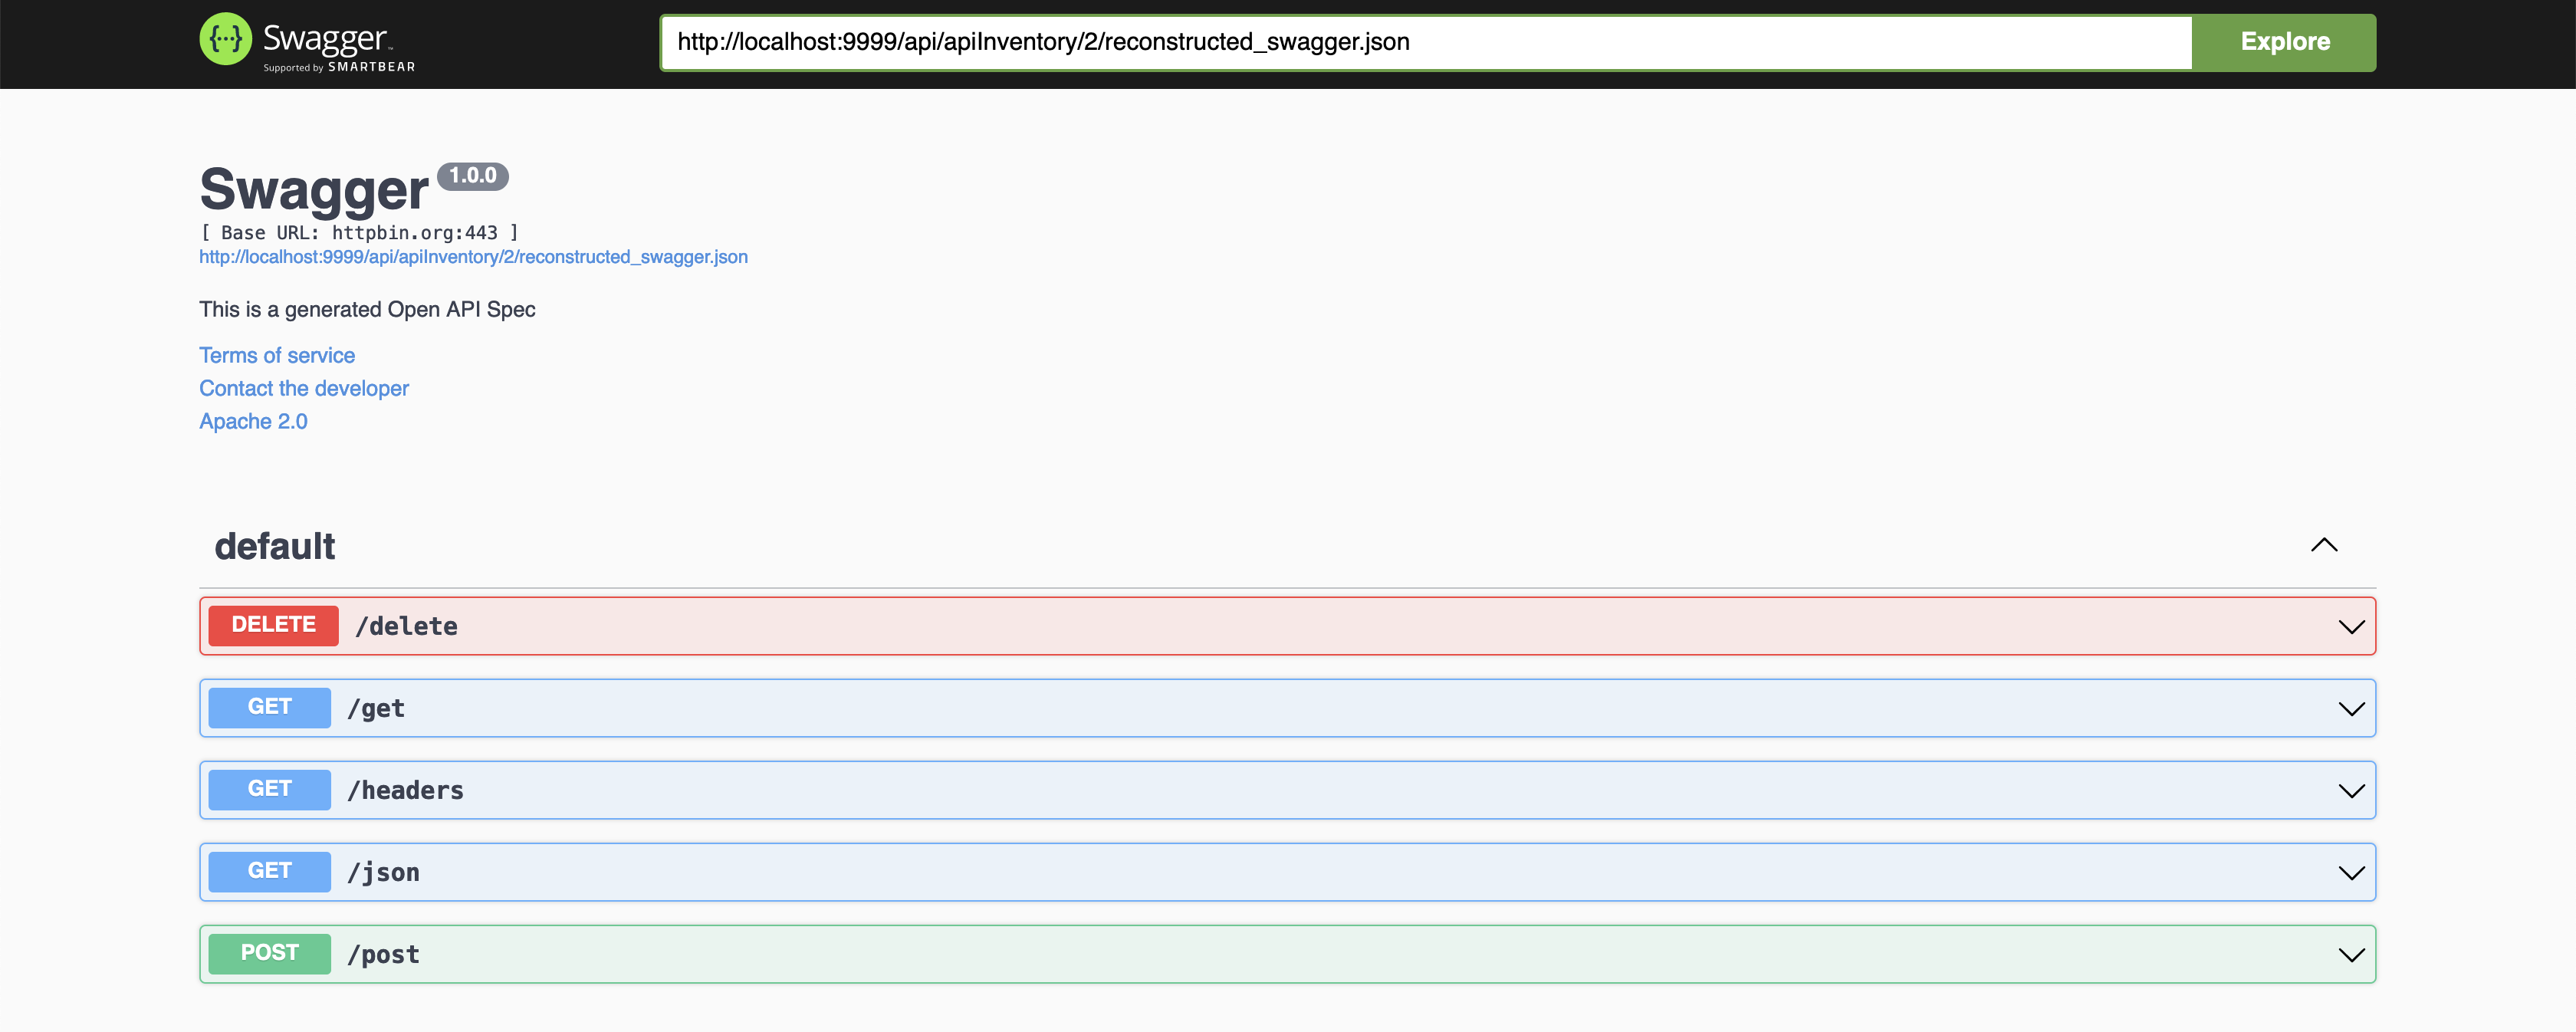 {···} Swagger™
Supported by SMARTBEAR
http://localhost:9999/api/apiInventory/2/reconstructed_swagger.json
Explore
Swagger 1.0.0
[ Base URL: httpbin.org:443 ]
http://localhost:9999/api/apiInventory/2/reconstructed_swagger.json
This is a generated Open API Spec
Terms of service
Contact the developer
Apache 2.0
default
DELETE /delete
GET /get
GET /headers
GET /json
POST /post